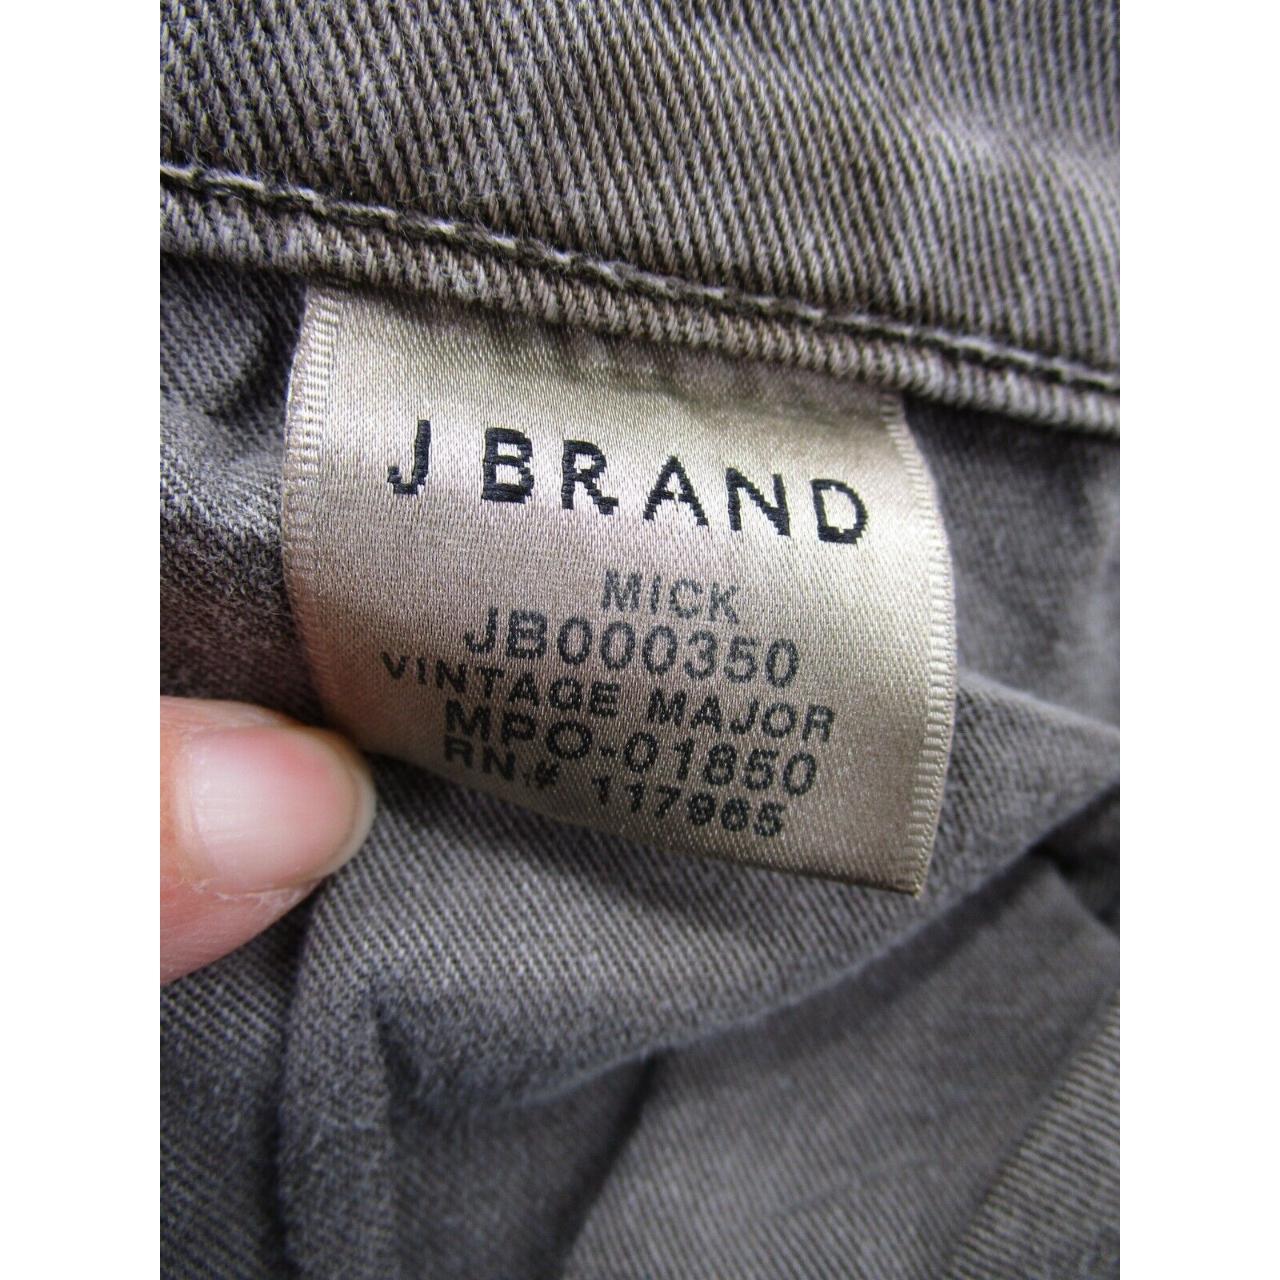 J BRAND
MICK
JB000350
VINTAGE MAJOR
MPO-01850
RN# 117965